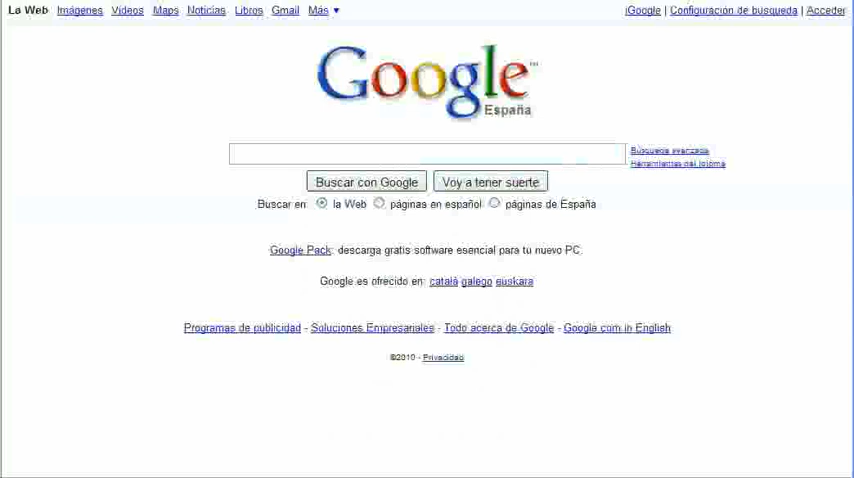 La Web Imágenes Vídeos Maps Noticias Libros Gmail Más ▼ iGoogle | Configuración de búsqueda | Acceder
Google™
España
Búsqueda avanzada
Herramientas del idioma
Buscar con Google Voy a tener suerte
Buscar en: la Web páginas en español páginas de España
Google Pack: descarga gratis software esencial para tu nuevo PC.
Google es ofrecido en: català galego euskara
Programas de publicidad - Soluciones Empresariales - Todo acerca de Google - Google.com in English
©2010 - Privacidad